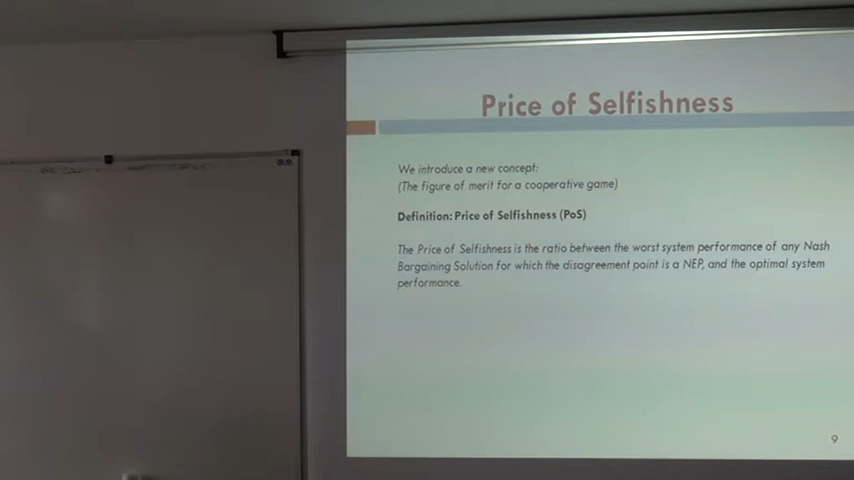 Price of Selfishness
We introduce a new concept:
(The figure of merit for a cooperative game)
Definition: Price of Selfishness (PoS)
The Price of Selfishness is the ratio between the worst system performance of any Nash
Bargaining Solution for which the disagreement point is a NEP, and the optimal system
performance.
9